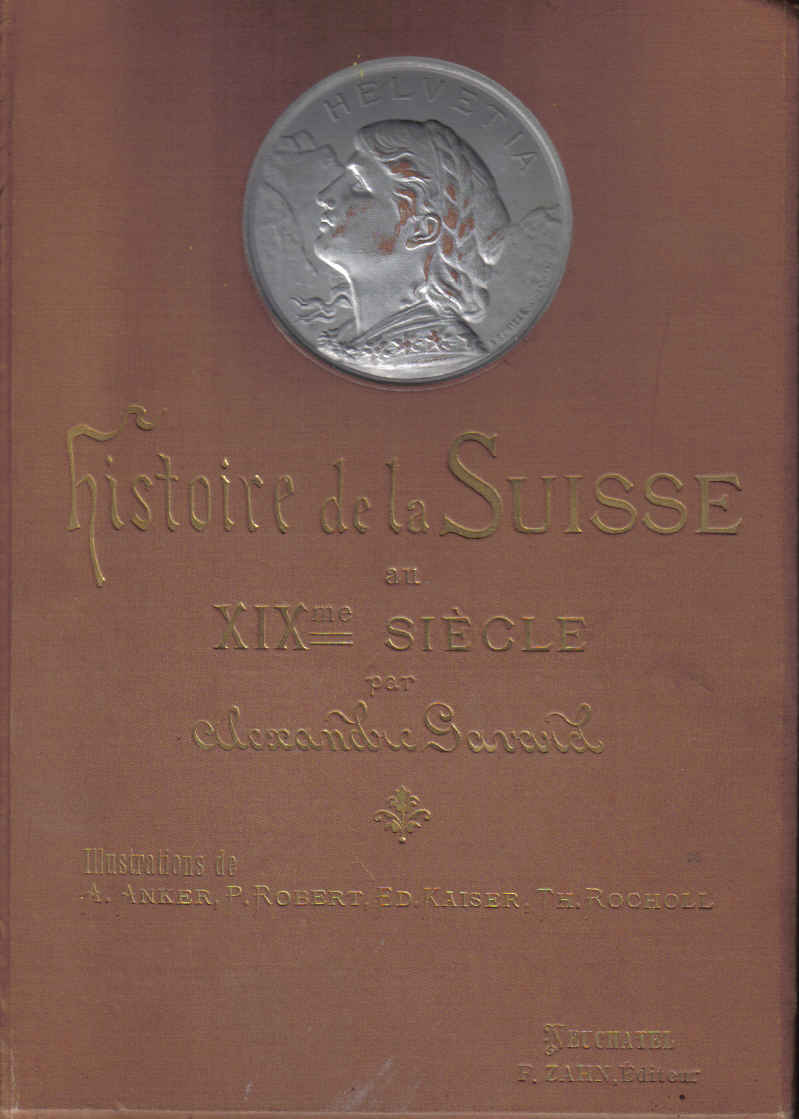 HELVETIA
Histoire de la SUISSE
au
XIXme SIÈCLE
par
Alexandre Gavard
Illustrations de
A. ANKER, P. ROBERT, ED. KAISER, TH. ROCHOLL
NEUCHATEL
F. ZAHN, Éditeur